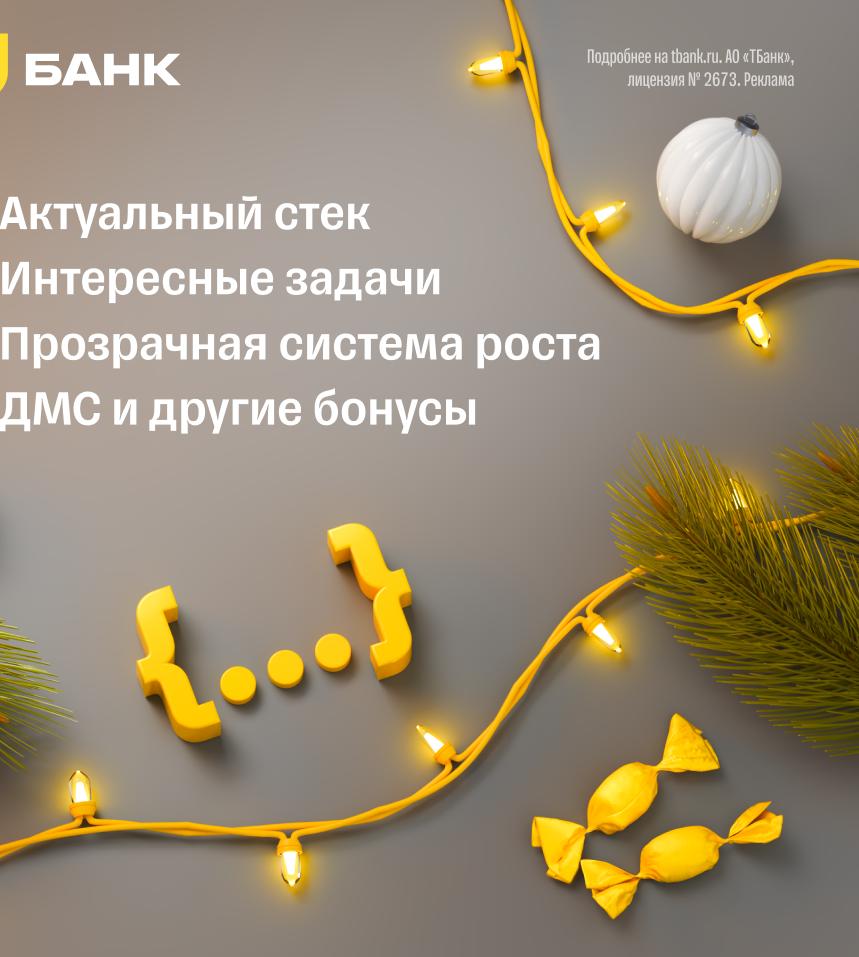 БАНК
Подробнее на tbank.ru. АО «ТБанк»,
лицензия № 2673. Реклама
Актуальный стек
Интересные задачи
Прозрачная система роста
ДМС и другие бонусы
{...}